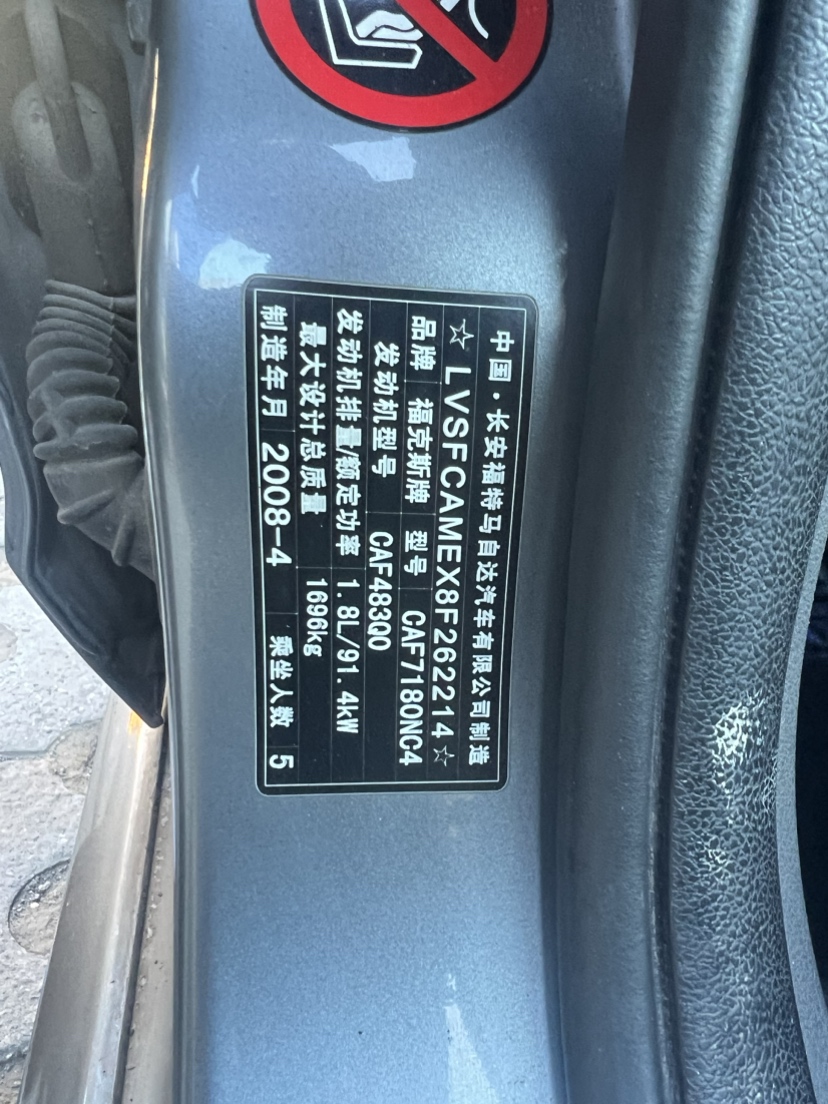 中国·长安福特马自达汽车有限公司制造
☆LVSFCAMEX8F262214☆
品牌 福克斯牌 型号 CAF7180NC4
发动机型号 CAF483Q0
发动机排量/额定功率 1.8L/91.4kW
最大设计总质量 1696kg
制造年月 2008-4 乘坐人数 5